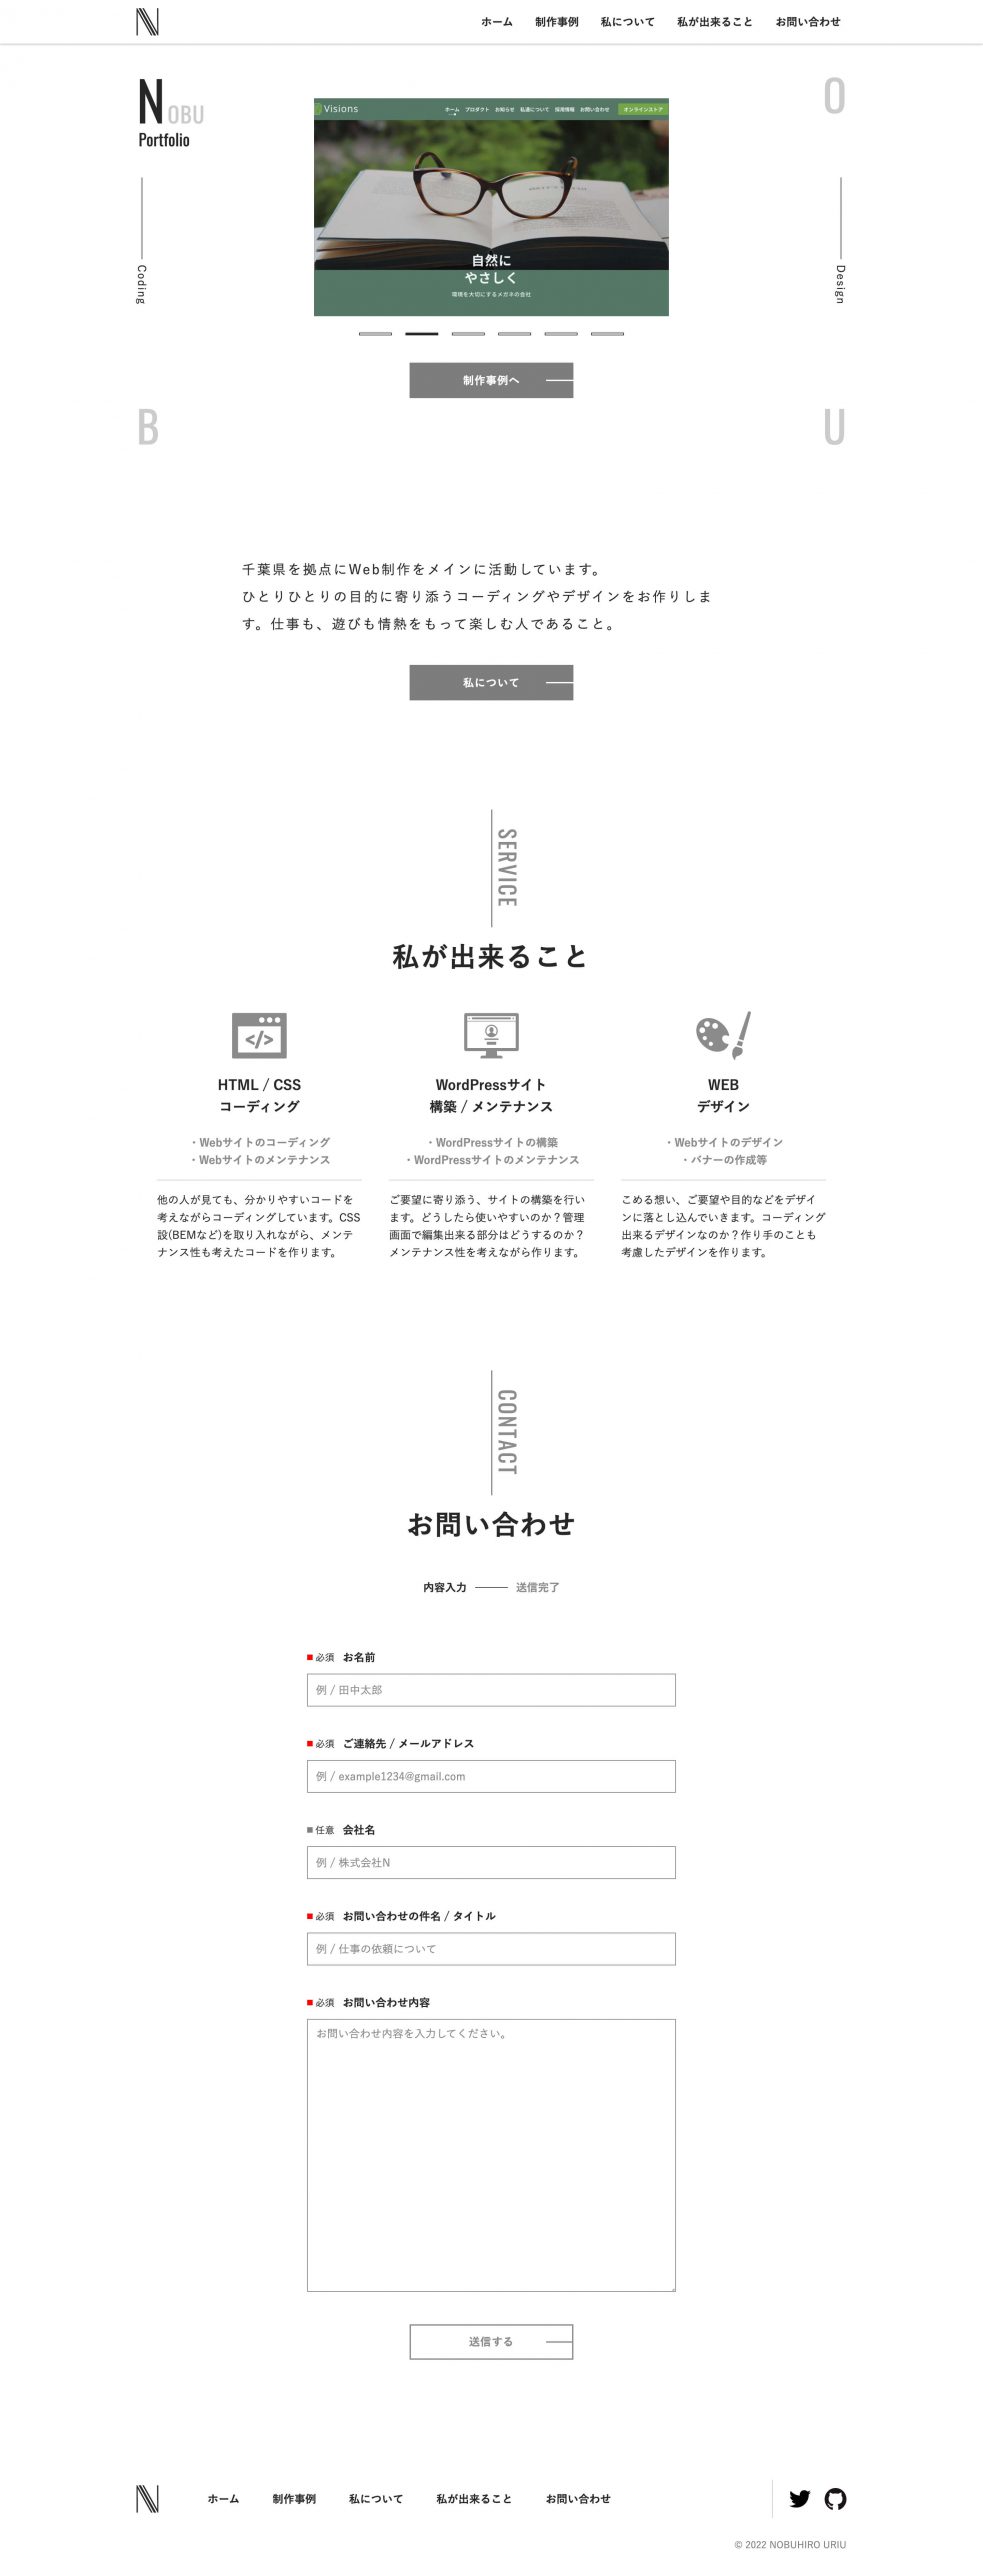 N
ホーム 制作事例 私について 私が出来ること お問い合わせ
NOBU
Portfolio
O
Visions
ホーム プロダクト お知らせ 私達について 採用情報 お問い合わせ オンラインストア
自然に
やさしく
環境を大切にするメガネの会社
Coding
Design
制作事例へ
B
U
千葉県を拠点にWeb制作をメインに活動しています。
ひとりひとりの目的に寄り添うコーディングやデザインをお作りしま
す。仕事も、遊びも情熱をもって楽しむ人であること。
私について
SERVICE
私が出来ること
HTML / CSS
コーディング
・Webサイトのコーディング
・Webサイトのメンテナンス
他の人が見ても、分かりやすいコードを
考えながらコーディングしています。CSS
設(BEMなど)を取り入れながら、メンテ
ナンス性も考えたコードを作ります。
WordPressサイト
構築 / メンテナンス
・WordPressサイトの構築
・WordPressサイトのメンテナンス
ご要望に寄り添う、サイトの構築を行い
ます。どうしたら使いやすいのか？管理
画面で編集出来る部分はどうするのか？
メンテナンス性を考えながら作ります。
WEB
デザイン
・Webサイトのデザイン
・バナーの作成等
こめる想い、ご要望や目的などをデザイ
ンに落とし込んでいきます。コーディング
出来るデザインなのか？作り手のことも
考慮したデザインを作ります。
CONTACT
お問い合わせ
内容入力 送信完了
必須 お名前
例 / 田中太郎
必須 ご連絡先 / メールアドレス
例 / example1234@gmail.com
任意 会社名
例 / 株式会社N
必須 お問い合わせの件名 / タイトル
例 / 仕事の依頼について
必須 お問い合わせ内容
お問い合わせ内容を入力してください。
送信する
N
ホーム 制作事例 私について 私が出来ること お問い合わせ
© 2022 NOBUHIRO URIU